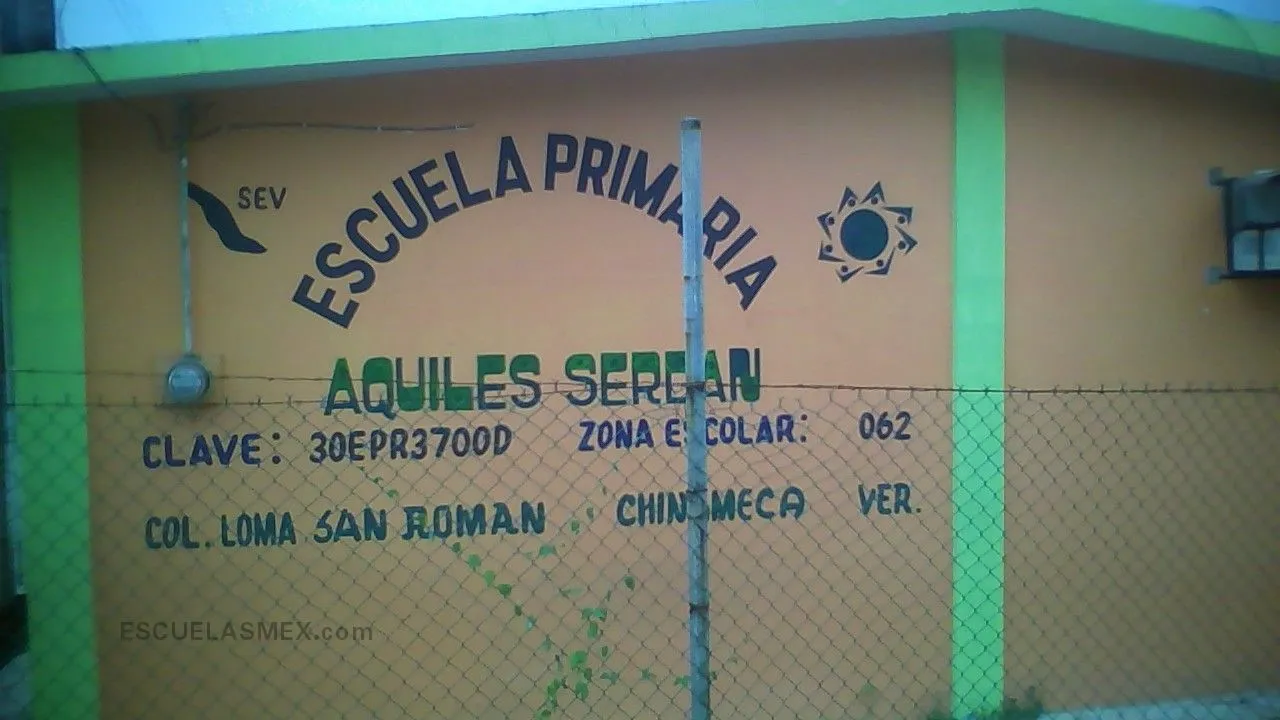 SEV
ESCUELA PRIMARIA
AQUILES SERDAN
CLAVE: 30EPR3700D ZONA ESCOLAR: 062
COL. LOMA SAN ROMAN CHINAMECA VER.
ESCUELASMEX.com